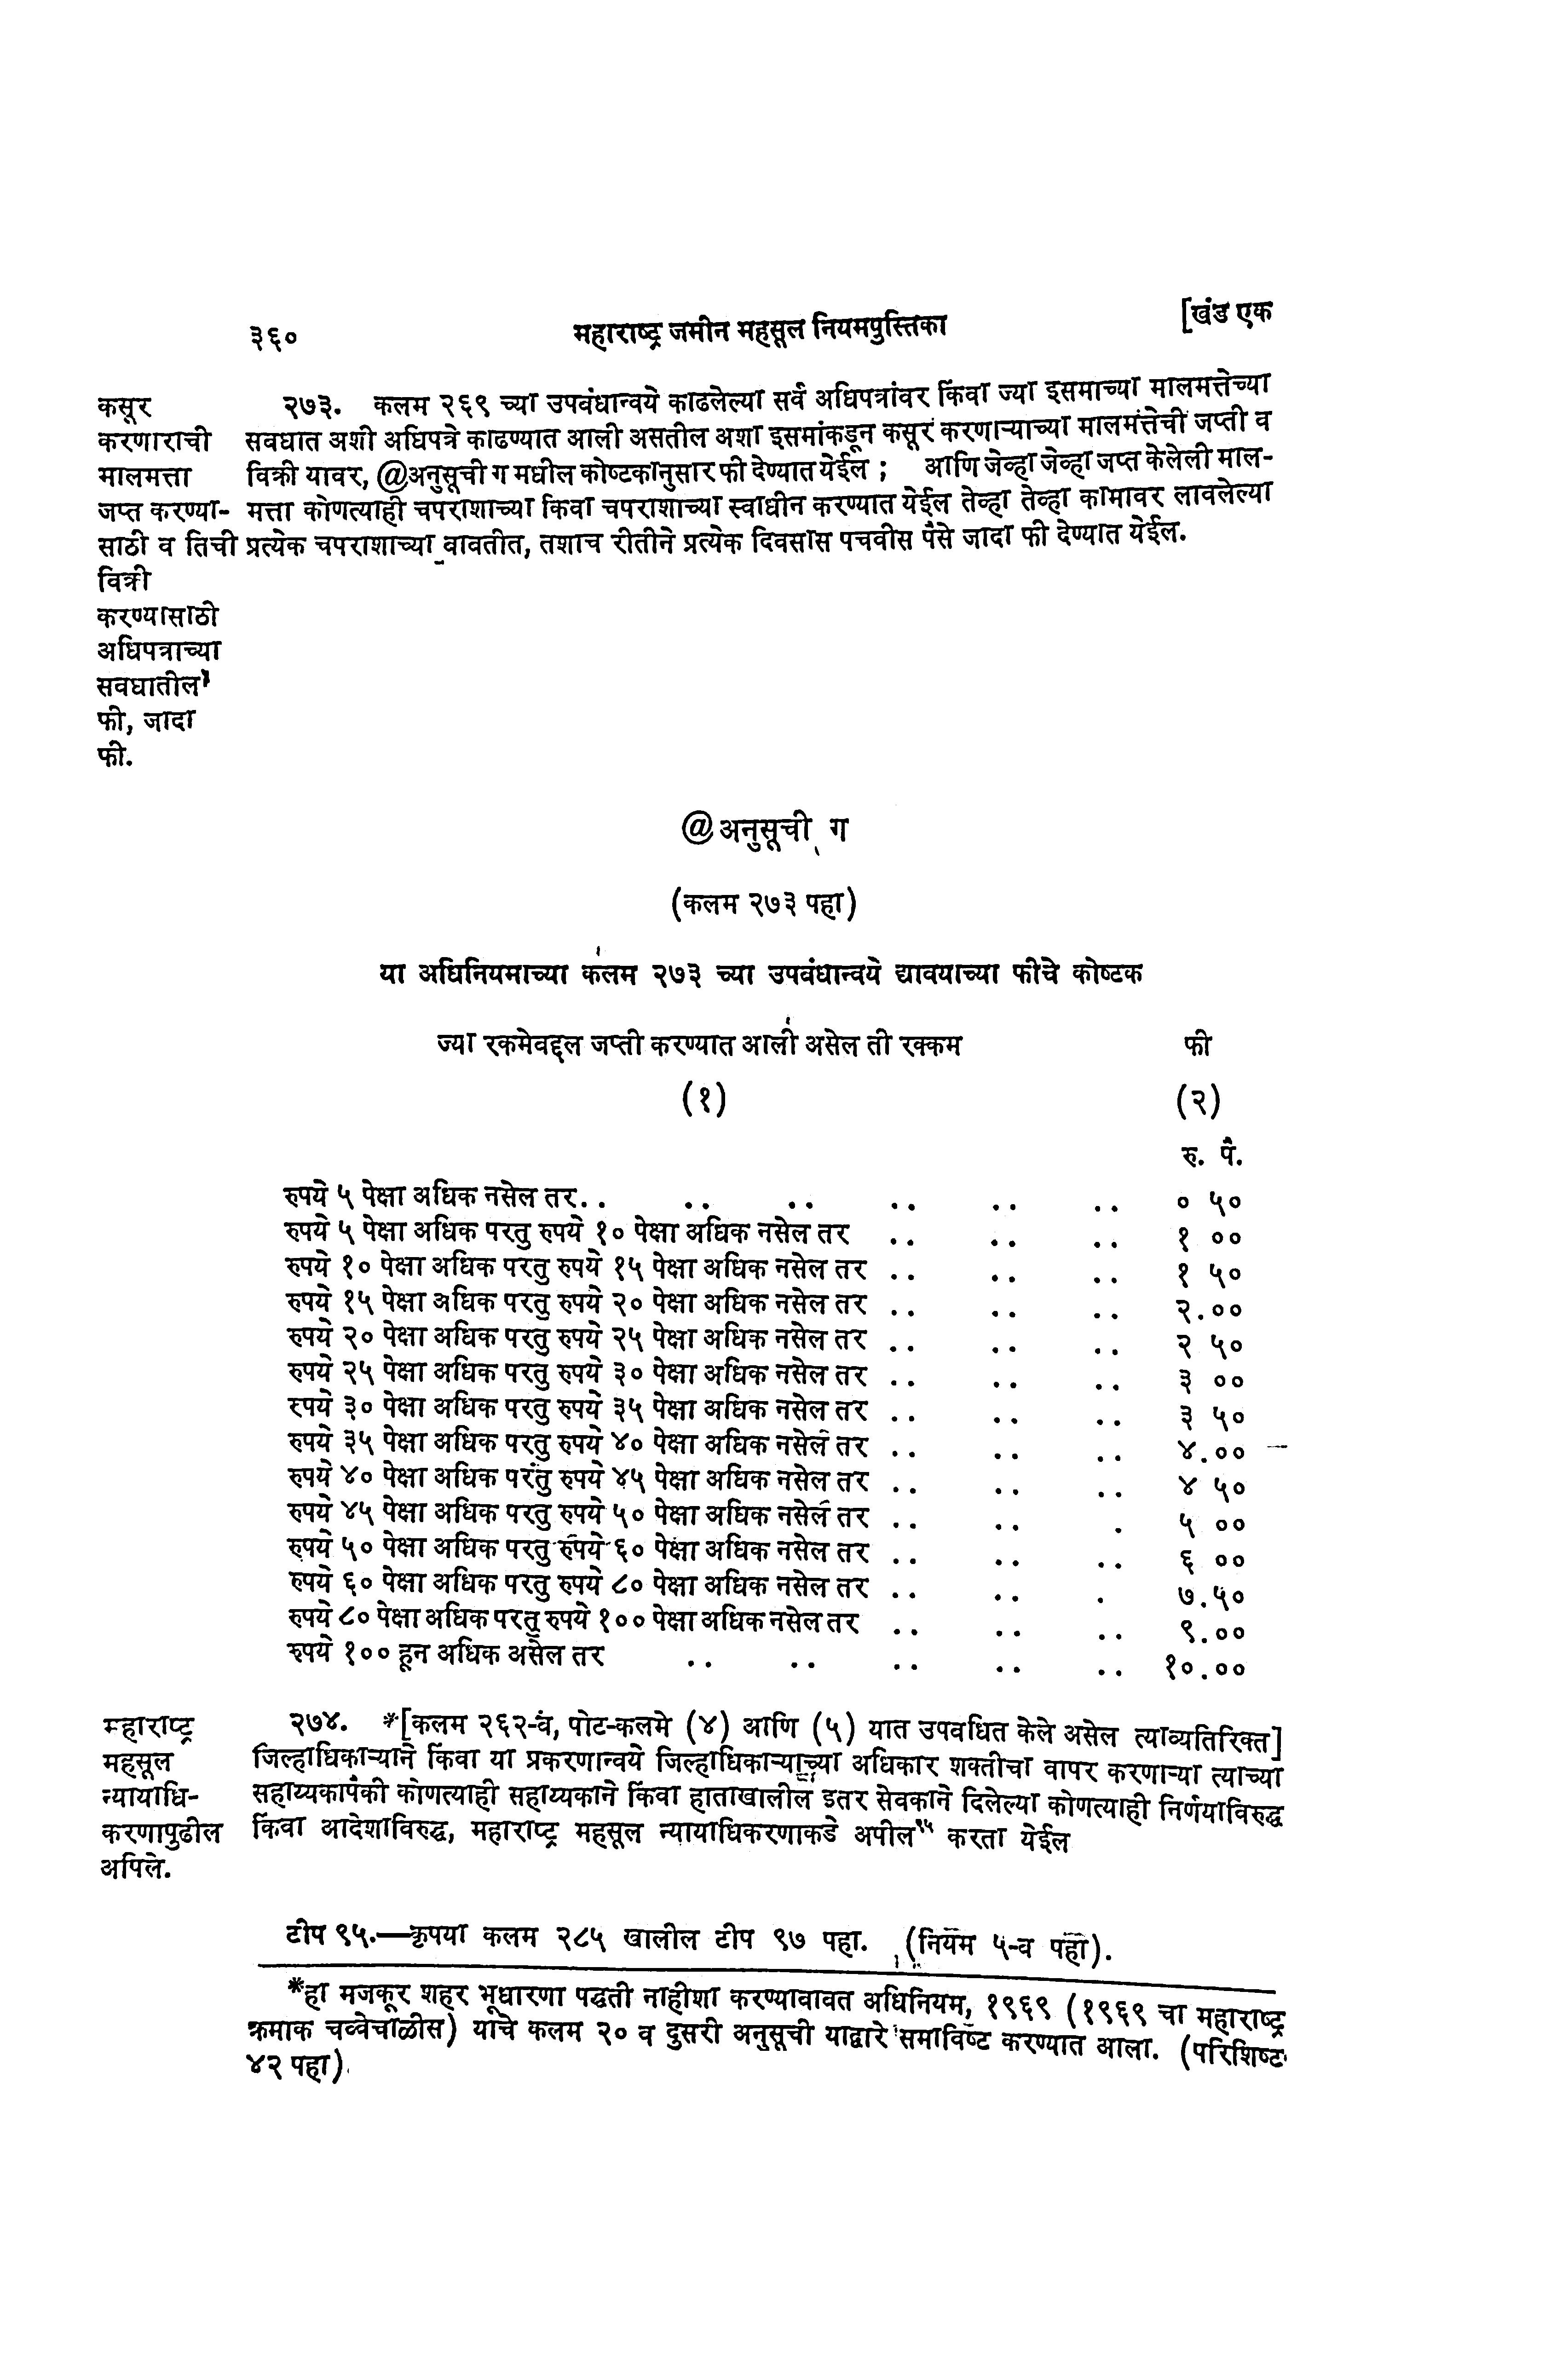 ३६० महाराष्ट्र जमीन महसूल नियमपुस्तिका [खंड एक
कसूर
करणाराची
मालमत्ता
जप्त करण्या-
साठी व तिची
विक्री
करण्यासाठी
अधिपत्राच्या
सवधातील
फी, जादा
फी.
२७३. कलम २६९ च्या उपवंधान्वये काढलेल्या सर्व अधिपत्रांवर किंवा ज्या इसमाच्या मालमत्तेच्या
सवधात अशी अधिपत्रे काढण्यात आली असतील अशा इसमांकडून कसूर करणाऱ्याच्या मालमत्तेची जप्ती व
विक्री यावर, @अनुसूची ग मधील कोष्टकानुसार फी देण्यात येईल ; आणि जेव्हा जेव्हा जप्त केलेली माल-
मत्ता कोणत्याही चपराशाच्या किवा चपराशाच्या स्वाधीन करण्यात येईल तेव्हा तेव्हा कामावर लावलेल्या
प्रत्येक चपराशाच्या वावतीत, तशाच रीतीने प्रत्येक दिवसास पचवीस पैसे जादा फी देण्यात येईल.
@अनुसूची ग
(कलम २७३ पहा)
या अधिनियमाच्या कलम २७३ च्या उपवंधान्वये द्यावयाच्या फीचे कोष्टक
ज्या रकमेवद्दल जप्ती करण्यात आली असेल ती रक्कम फी
(१) (२)
रु. पै.
रुपये ५ पेक्षा अधिक नसेल तर.. .. .. .. .. .. ० ५०
रुपये ५ पेक्षा अधिक परतु रुपये १० पेक्षा अधिक नसेल तर .. .. .. १ ००
रुपये १० पेक्षा अधिक परतु रुपये १५ पेक्षा अधिक नसेल तर .. .. .. १ ५०
रुपये १५ पेक्षा अधिक परतु रुपये २० पेक्षा अधिक नसेल तर .. .. .. २.००
रुपये २० पेक्षा अधिक परतु रुपये २५ पेक्षा अधिक नसेल तर .. .. .. २ ५०
रुपये २५ पेक्षा अधिक परतु रुपये ३० पेक्षा अधिक नसेल तर .. .. .. ३ ००
रपये ३० पेक्षा अधिक परतु रुपये ३५ पेक्षा अधिक नसेल तर .. .. .. ३ ५०
रुपये ३५ पेक्षा अधिक परतु रुपये ४० पेक्षा अधिक नसेल तर .. .. .. ४.००
रुपये ४० पेक्षा अधिक परंतु रुपये ४५ पेक्षा अधिक नसेल तर .. .. .. ४ ५०
रुपये ४५ पेक्षा अधिक परतु रुपये ५० पेक्षा अधिक नसेल तर .. .. . ५ ००
रुपये ५० पेक्षा अधिक परतु रुपये ६० पेक्षा अधिक नसेल तर .. .. .. ६ ००
रुपये ६० पेक्षा अधिक परतु रुपये ८० पेक्षा अधिक नसेल तर .. .. . ७.५०
रुपये ८० पेक्षा अधिक परतु रुपये १०० पेक्षा अधिक नसेल तर .. .. .. ९.००
रुपये १०० हून अधिक असेल तर .. .. .. .. .. १०.००
महाराष्ट्र
महसूल
न्यायाधि-
करणापुढील
अपिले.
२७४. *[कलम २६२-वं, पोट-कलमे (४) आणि (५) यात उपवधित केले असेल त्याव्यतिरिक्त]
जिल्हाधिकाऱ्याने किंवा या प्रकरणान्वये जिल्हाधिकाऱ्याच्या अधिकार शक्तीचा वापर करणाऱ्या त्याच्या
सहाय्यकापैकी कोणत्याही सहाय्यकाने किंवा हाताखालील इतर सेवकाने दिलेल्या कोणत्याही निर्णयाविरुद्ध
किंवा आदेशाविरुद्ध, महाराष्ट्र महसूल न्यायाधिकरणाकडे अपील करता येईल
टीप ९५.—कृपया कलम २८५ खालील टीप ९७ पहा. (नियम ५-व पहा).
*हा मजकूर शहर भूधारणा पद्धती नाहीशा करण्यावावत अधिनियम, १९६९ (१९६९ चा महाराष्ट्र
क्रमाक चव्वेचाळीस) याचे कलम २० व दुसरी अनुसूची याद्वारे समाविष्ट करण्यात आला. (परिशिष्ट
४२ पहा).